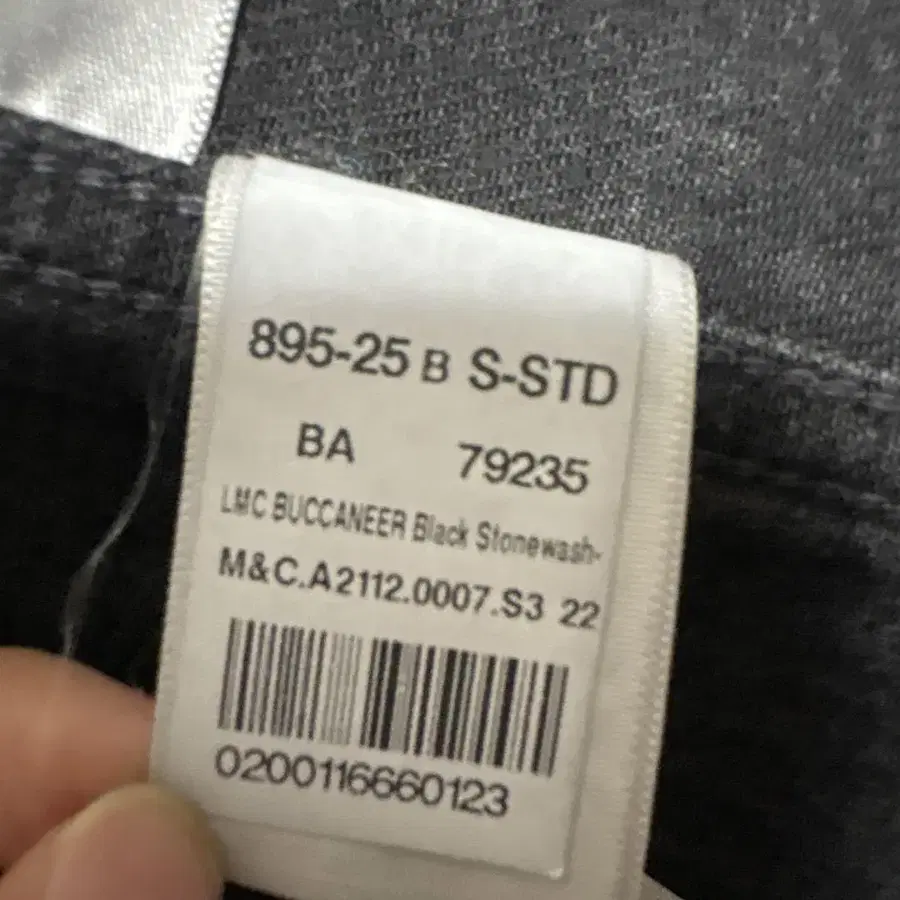 895-25 B S-STD
BA 79235
LMC BUCCANEER Black Stonewash-
M&C.A2112.0007.S3 22
0200116660123